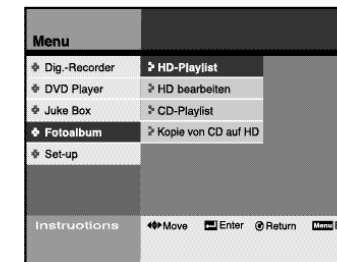 Menu
Dig.-Recorder
DVD Player
Juke Box
Fotoalbum
Set-up
HD-Playlist
HD bearbeiten
CD-Playlist
Kopie von CD auf HD
Instruotions
Move Enter Return Menu